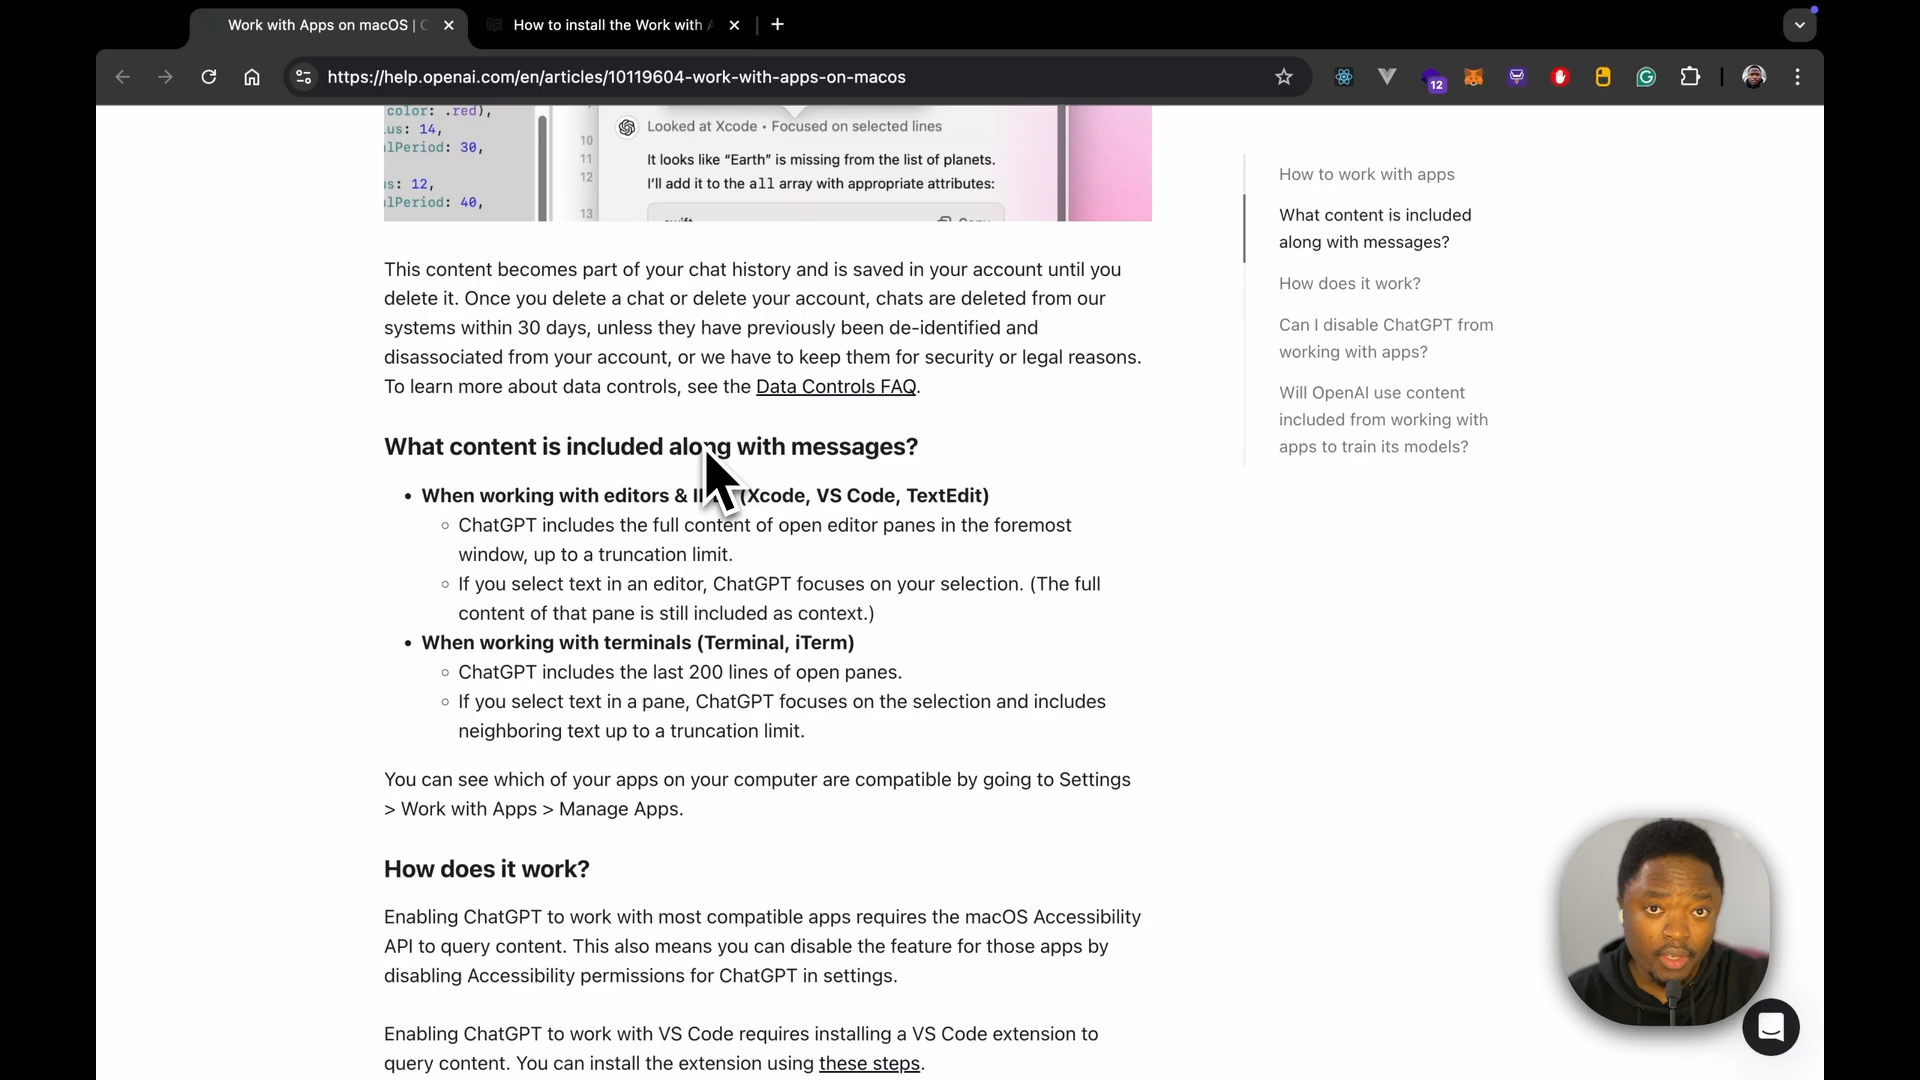 Work with Apps on macOS |
How to install the Work with
https://help.openai.com/en/articles/10119604-work-with-apps-on-macos
12
color: .red),
us: 14,
lPeriod: 30,
s: 12,
lPeriod: 40,
10
11
12
13
Looked at Xcode • Focused on selected lines
It looks like “Earth” is missing from the list of planets.
I’ll add it to the all array with appropriate attributes:
swift
Copy
This content becomes part of your chat history and is saved in your account until you
delete it. Once you delete a chat or delete your account, chats are deleted from our
systems within 30 days, unless they have previously been de-identified and
disassociated from your account, or we have to keep them for security or legal reasons.
To learn more about data controls, see the Data Controls FAQ.
What content is included along with messages?
• When working with editors & (Xcode, VS Code, TextEdit)
◦ ChatGPT includes the full content of open editor panes in the foremost
window, up to a truncation limit.
◦ If you select text in an editor, ChatGPT focuses on your selection. (The full
content of that pane is still included as context.)
• When working with terminals (Terminal, iTerm)
◦ ChatGPT includes the last 200 lines of open panes.
◦ If you select text in a pane, ChatGPT focuses on the selection and includes
neighboring text up to a truncation limit.
You can see which of your apps on your computer are compatible by going to Settings
> Work with Apps > Manage Apps.
How does it work?
Enabling ChatGPT to work with most compatible apps requires the macOS Accessibility
API to query content. This also means you can disable the feature for those apps by
disabling Accessibility permissions for ChatGPT in settings.
Enabling ChatGPT to work with VS Code requires installing a VS Code extension to
query content. You can install the extension using these steps.
How to work with apps
What content is included
along with messages?
How does it work?
Can I disable ChatGPT from
working with apps?
Will OpenAI use content
included from working with
apps to train its models?